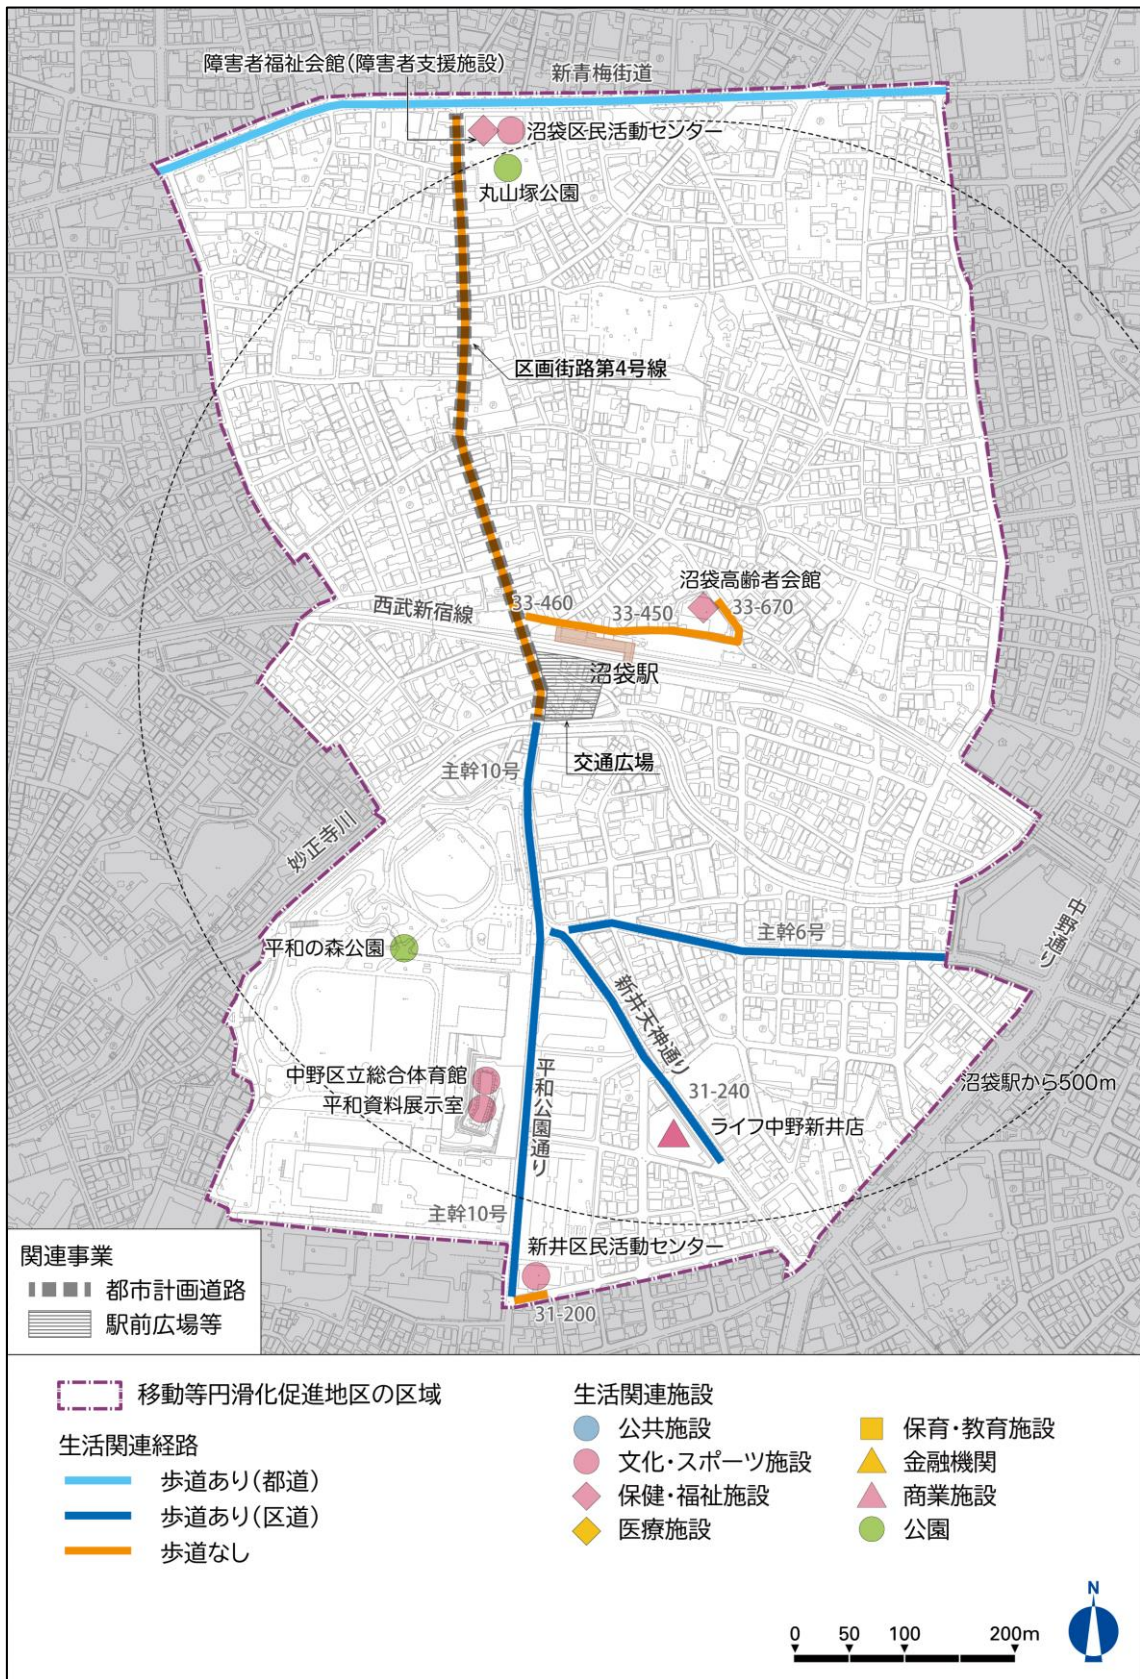 障害者福祉会館(障害者支援施設)
新青梅街道
沼袋区民活動センター
丸山塚公園
区画街路第4号線
沼袋高齢者会館
西武新宿線
33-460
33-450
33-670
沼袋駅
交通広場
主幹10号
妙正寺川
中野通り
主幹6号
平和の森公園
新井天神通り
中野区立総合体育館
平和資料展示室
平和公園通り
31-240
沼袋駅から500m
ライフ中野新井店
主幹10号
新井区民活動センター
31-200
関連事業
都市計画道路
駅前広場等
移動等円滑化促進地区の区域
生活関連経路
歩道あり(都道)
歩道あり(区道)
歩道なし
生活関連施設
公共施設
文化・スポーツ施設
保健・福祉施設
医療施設
保育・教育施設
金融機関
商業施設
公園
N
0 50 100 200m